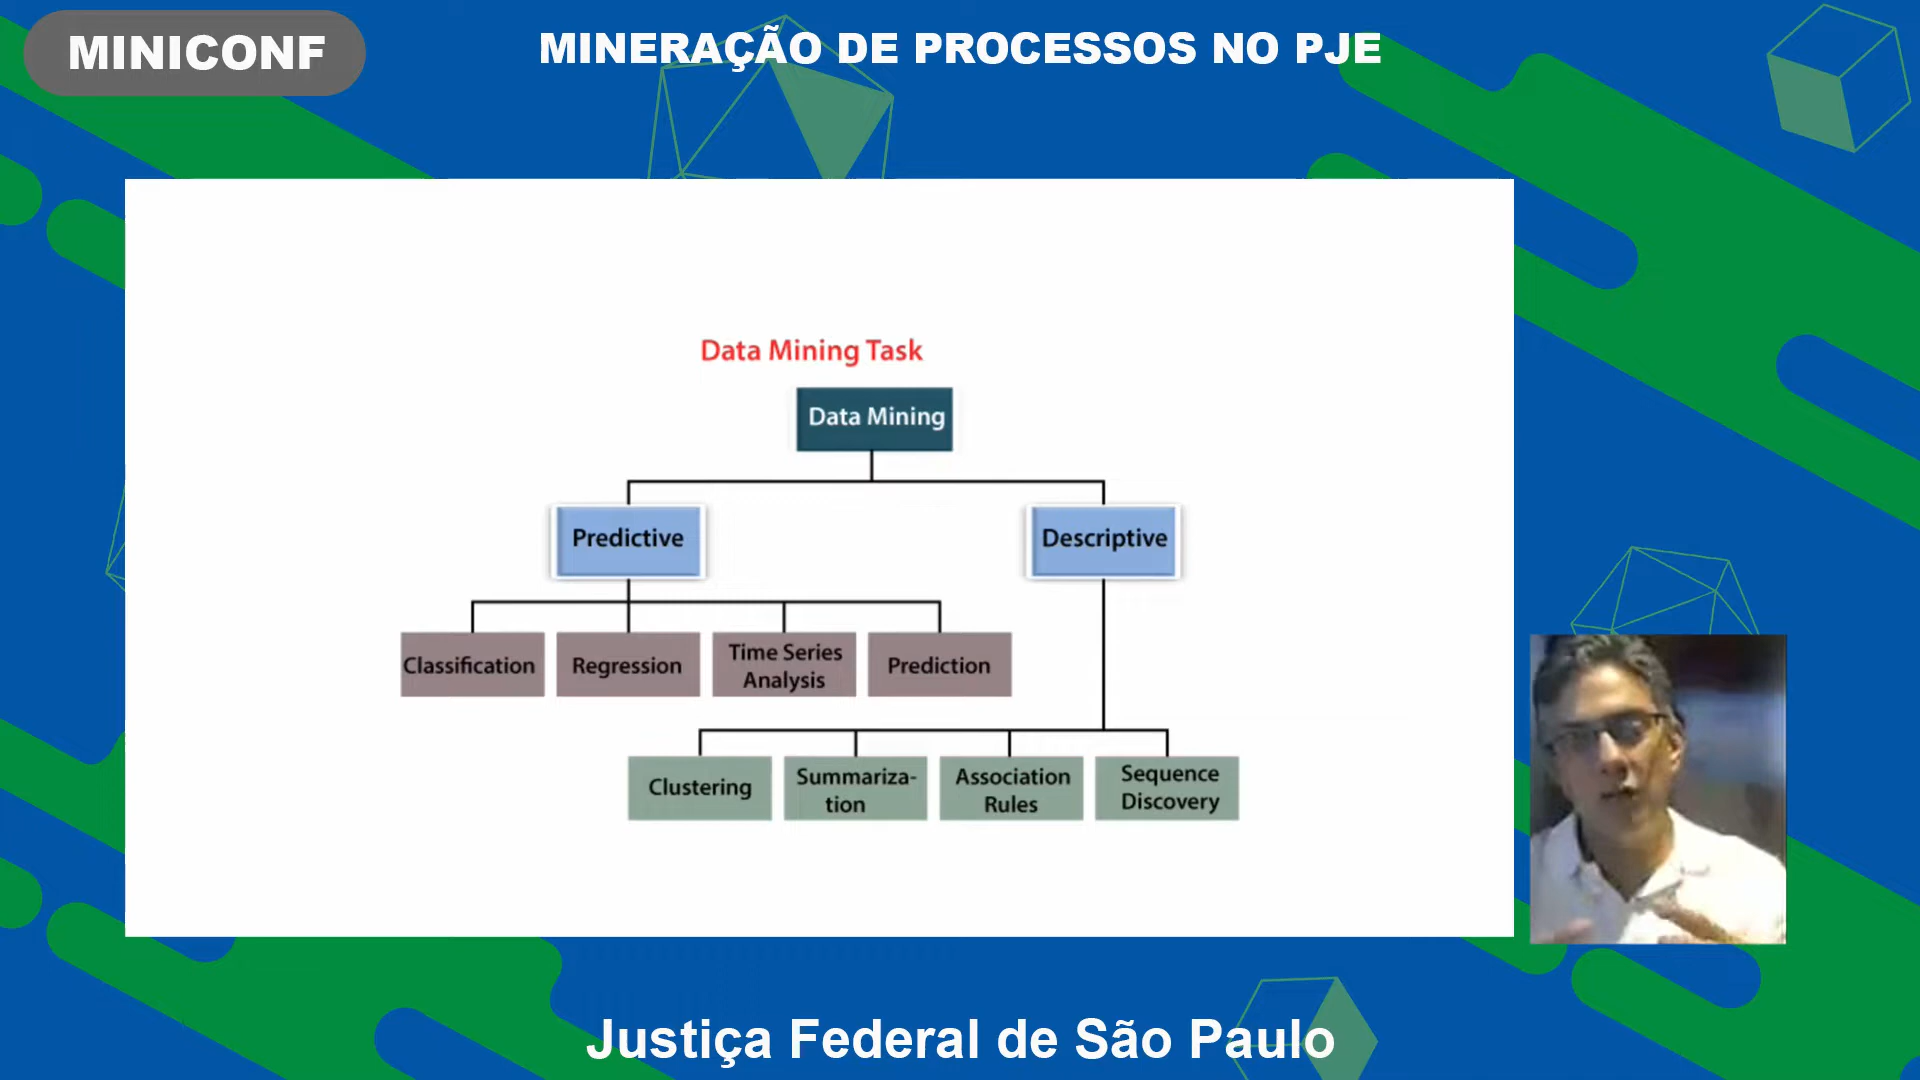 MINICONF
MINERAÇÃO DE PROCESSOS NO PJE
Data Mining Task
Data Mining
Predictive
Descriptive
Classification
Regression
Time Series
Analysis
Prediction
Clustering
Summariza-
tion
Association
Rules
Sequence
Discovery
Justiça Federal de São Paulo